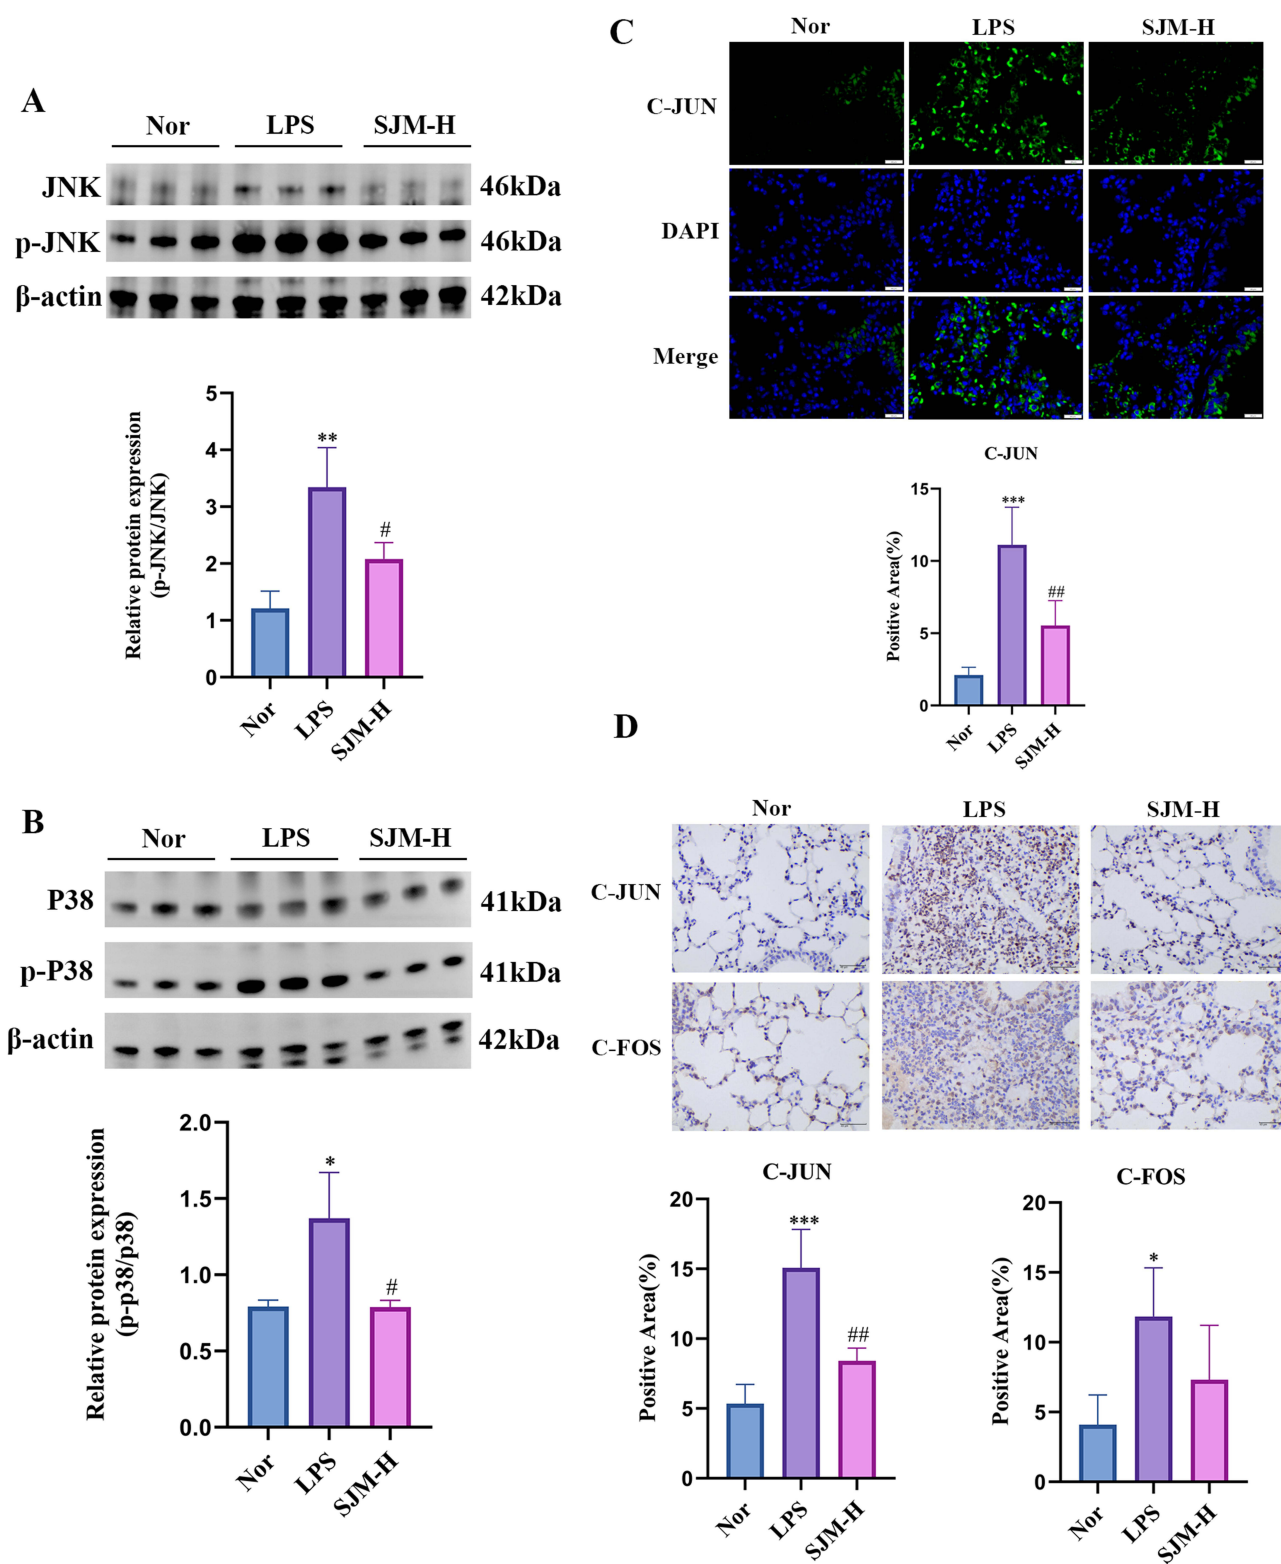 A
Nor LPS SJM-H
JNK 46kDa
p-JNK 46kDa
β-actin 42kDa
Relative protein expression
(p-JNK/JNK)
5
4
3
2
1
0
**
#
Nor LPS SJM-H
B
Nor LPS SJM-H
P38 41kDa
p-P38 41kDa
β-actin 42kDa
Relative protein expression
(p-p38/p38)
2.0
1.5
1.0
0.5
0.0
*
#
Nor LPS SJM-H
C
Nor LPS SJM-H
C-JUN
DAPI
Merge
C-JUN
Positive Area(%)
15
10
5
0
***
##
Nor LPS SJM-H
D
Nor LPS SJM-H
C-JUN
C-FOS
C-JUN
Positive Area(%)
20
15
10
5
0
***
##
Nor LPS SJM-H
C-FOS
Positive Area(%)
20
15
10
5
0
*
Nor LPS SJM-H